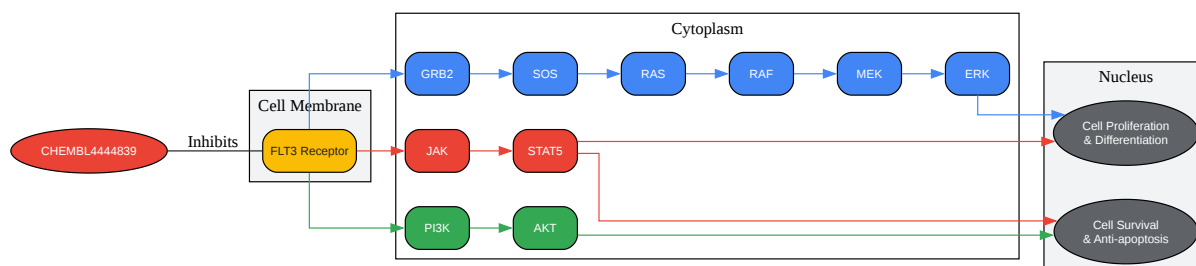 Cytoplasm
GRB2
SOS
RAS
RAF
MEK
ERK
Nucleus
Cell Membrane
Cell Proliferation
& Differentiation
CHEMBL4444839
Inhibits
FLT3 Receptor
JAK
STAT5
PI3K
AKT
Cell Survival
& Anti-apoptosis